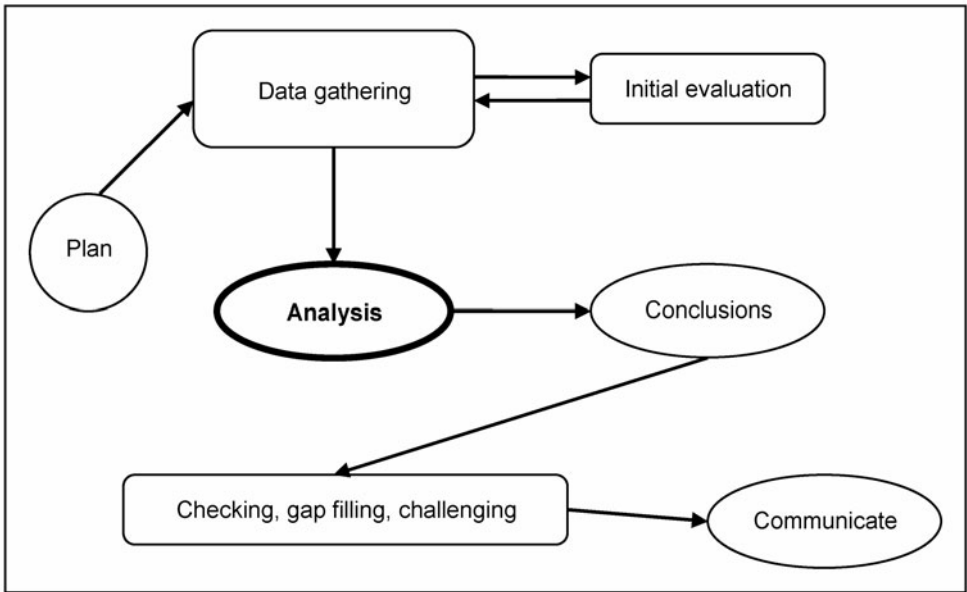 Data gathering
Initial evaluation
Plan
Analysis
Conclusions
Checking, gap filling, challenging
Communicate